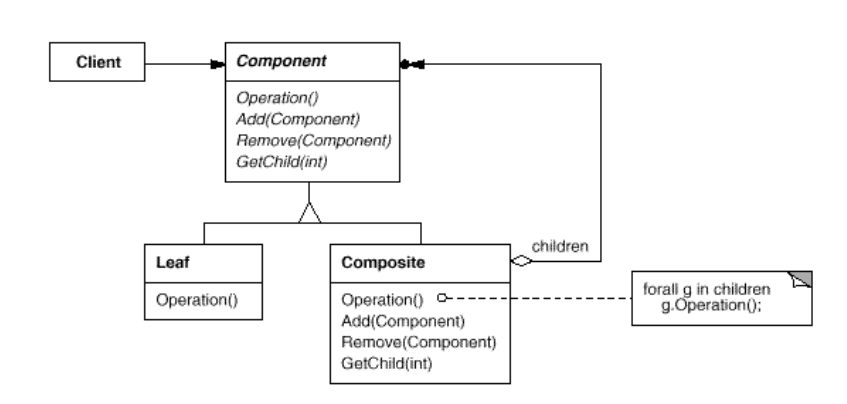 Client
Component
Operation()
Add(Component)
Remove(Component)
GetChild(int)
children
Leaf
Operation()
Composite
Operation()
Add(Component)
Remove(Component)
GetChild(int)
forall g in children
g.Operation();